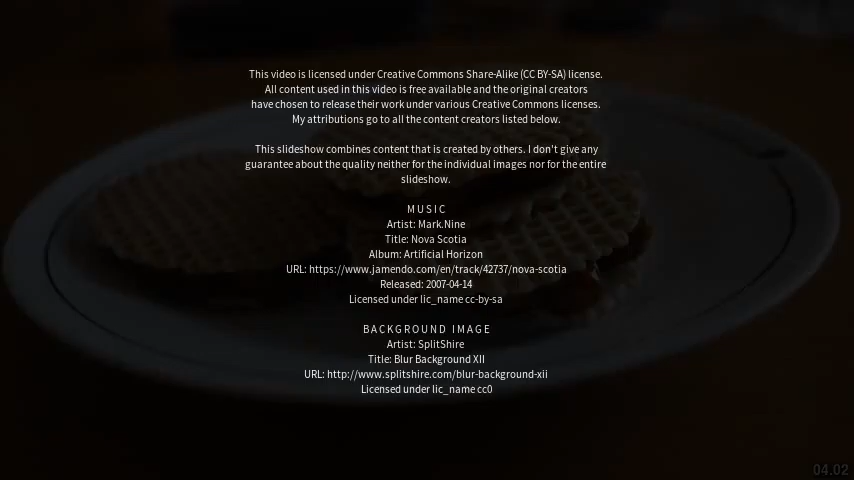 This video is licensed under Creative Commons Share-Alike (CC BY-SA) license.
All content used in this video is free available and the original creators
have chosen to release their work under various Creative Commons licenses.
My attributions go to all the content creators listed below.
This slideshow combines content that is created by others. I don't give any
guarantee about the quality neither for the individual images nor for the entire
slideshow.
MUSIC
Artist: Mark.Nine
Title: Nova Scotia
Album: Artificial Horizon
URL: https://www.jamendo.com/en/track/42737/nova-scotia
Released: 2007-04-14
Licensed under lic_name cc-by-sa
BACKGROUND IMAGE
Artist: SplitShire
Title: Blur Background XII
URL: http://www.splitshire.com/blur-background-xii
Licensed under lic_name cc0
04.02